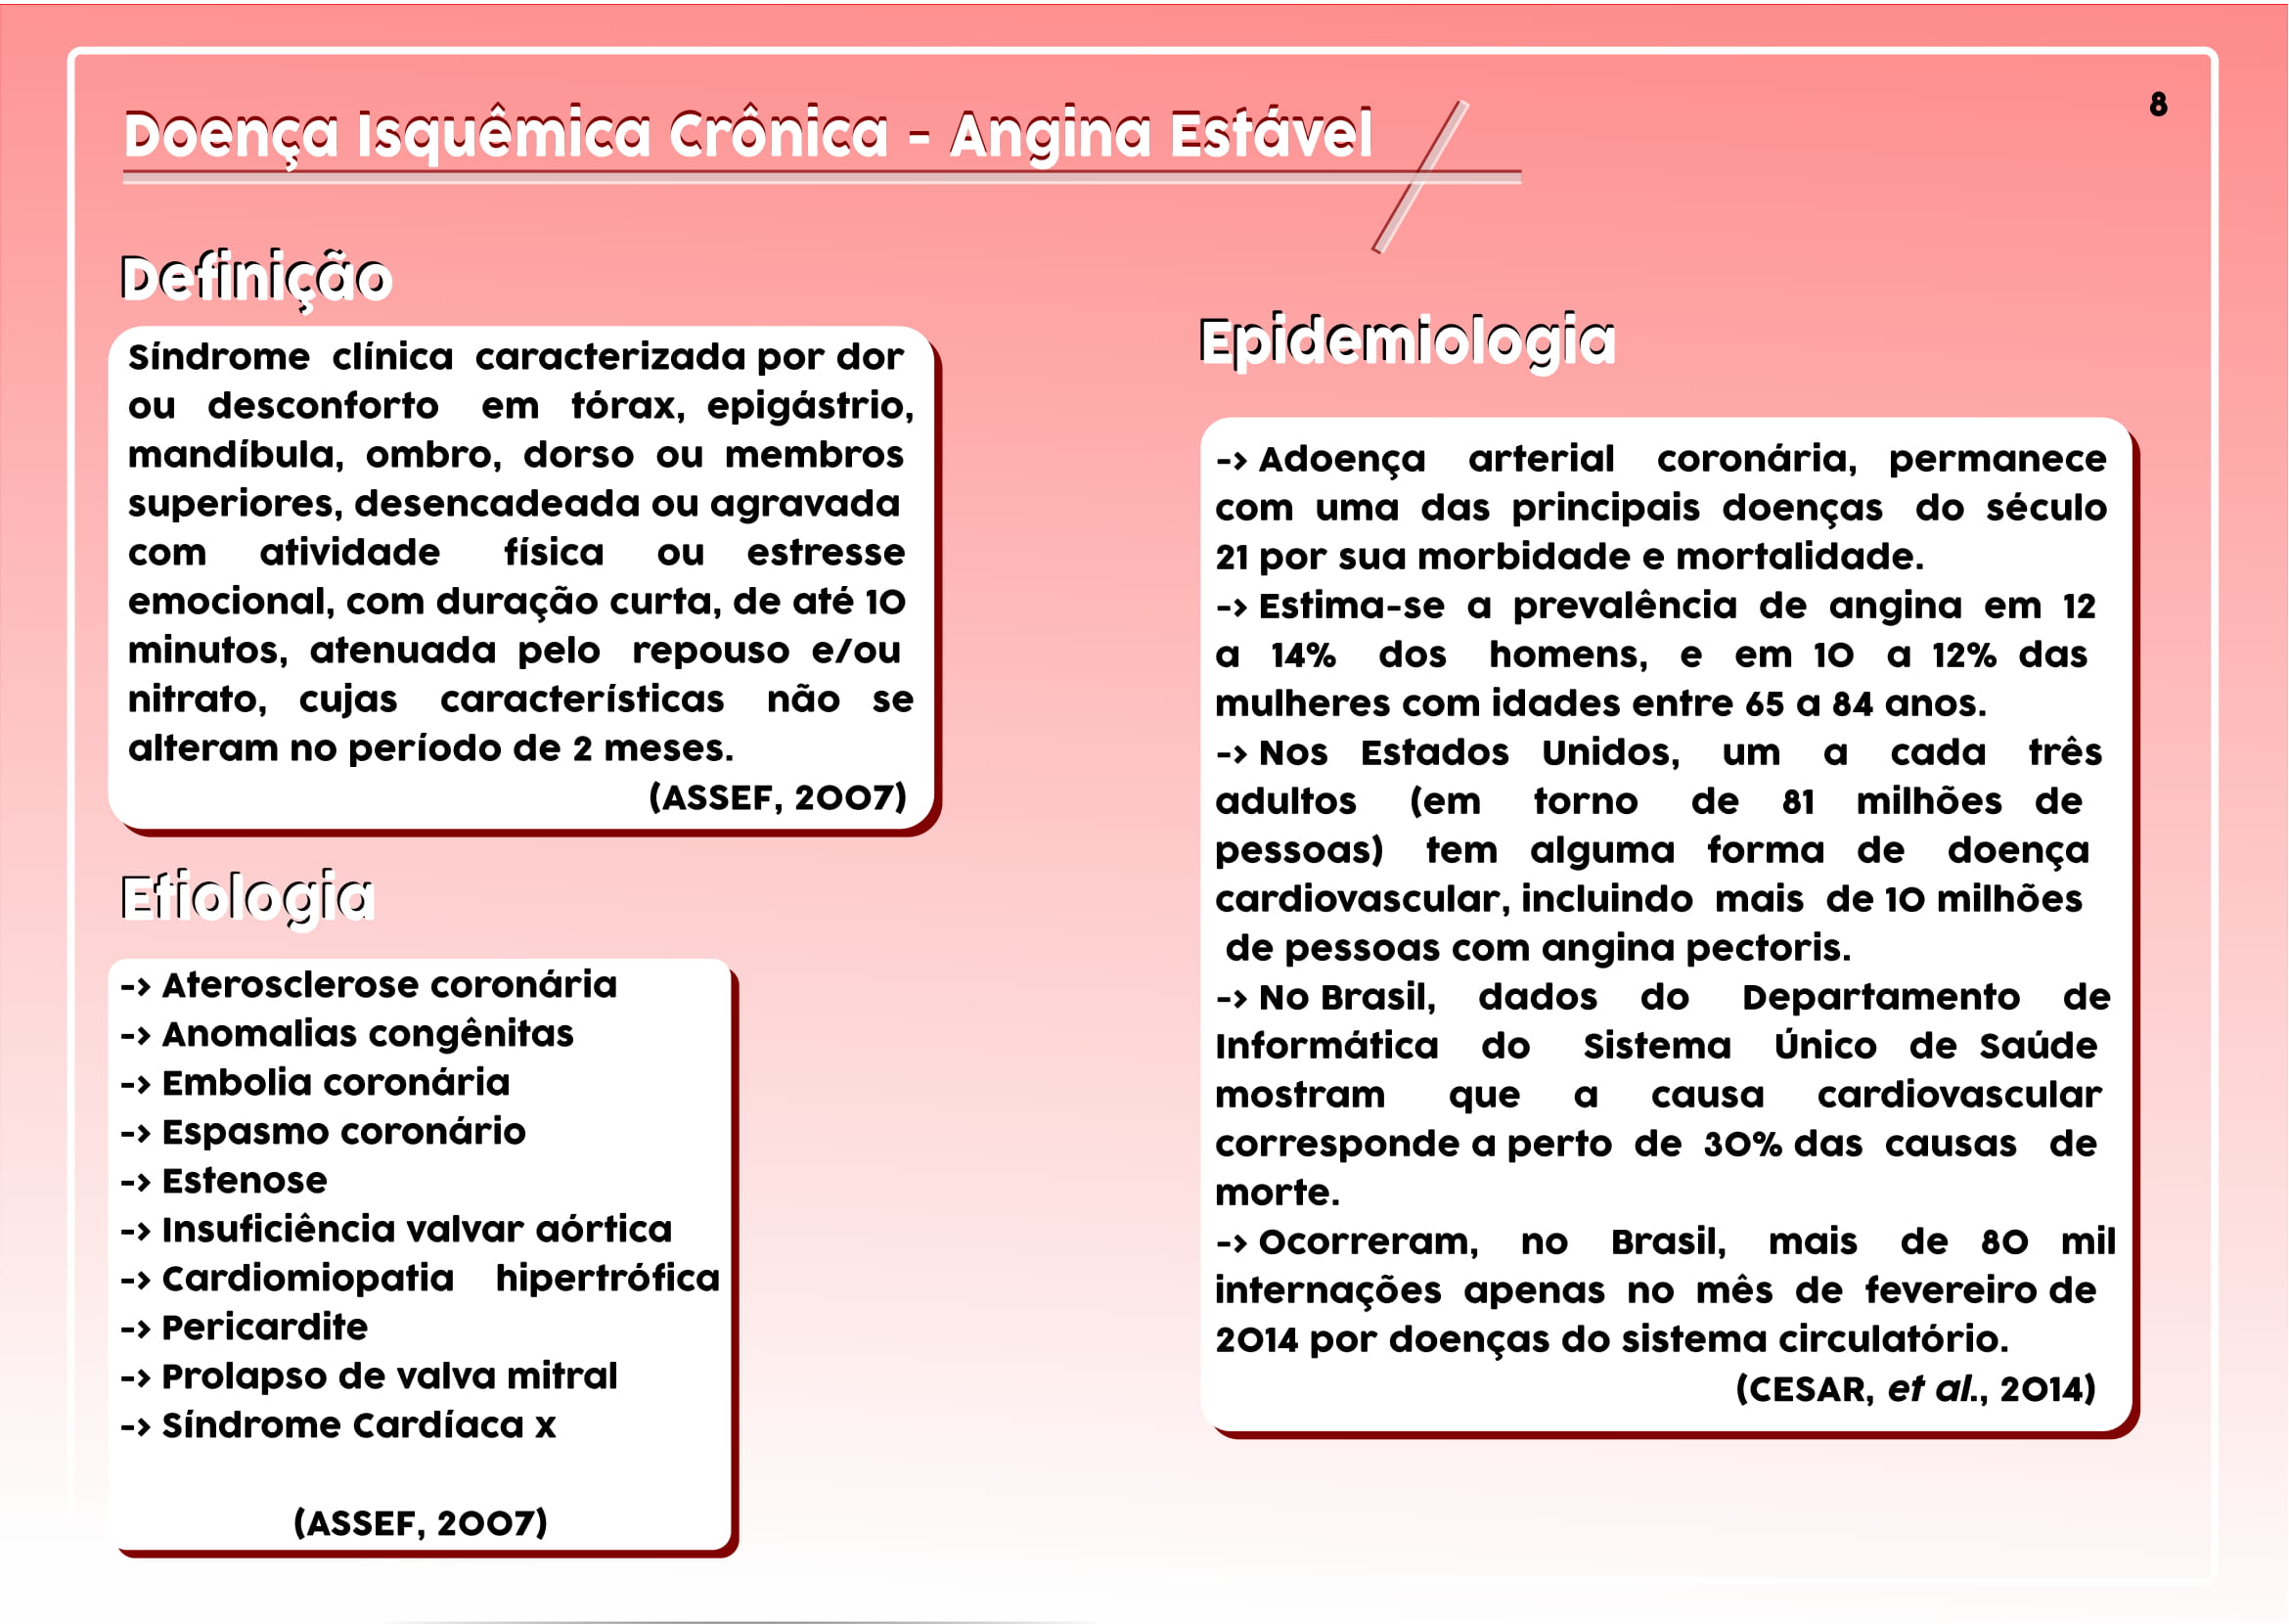 8
Doença Isquêmica Crônica - Angina Estável
Definição
Síndrome clínica caracterizada por dor
ou desconforto em tórax, epigástrio,
mandíbula, ombro, dorso ou membros
superiores, desencadeada ou agravada
com atividade física ou estresse
emocional, com duração curta, de até 10
minutos, atenuada pelo repouso e/ou
nitrato, cujas características não se
alteram no período de 2 meses.
(ASSEF, 2007)
Etiologia
-> Aterosclerose coronária
-> Anomalias congênitas
-> Embolia coronária
-> Espasmo coronário
-> Estenose
-> Insuficiência valvar aórtica
-> Cardiomiopatia hipertrófica
-> Pericardite
-> Prolapso de valva mitral
-> Síndrome Cardíaca x
(ASSEF, 2007)
Epidemiologia
-> Adoença arterial coronária, permanece
com uma das principais doenças do século
21 por sua morbidade e mortalidade.
-> Estima-se a prevalência de angina em 12
a 14% dos homens, e em 10 a 12% das
mulheres com idades entre 65 a 84 anos.
-> Nos Estados Unidos, um a cada três
adultos (em torno de 81 milhões de
pessoas) tem alguma forma de doença
cardiovascular, incluindo mais de 10 milhões
de pessoas com angina pectoris.
-> No Brasil, dados do Departamento de
Informática do Sistema Único de Saúde
mostram que a causa cardiovascular
corresponde a perto de 30% das causas de
morte.
-> Ocorreram, no Brasil, mais de 80 mil
internações apenas no mês de fevereiro de
2014 por doenças do sistema circulatório.
(CESAR, et al., 2014)